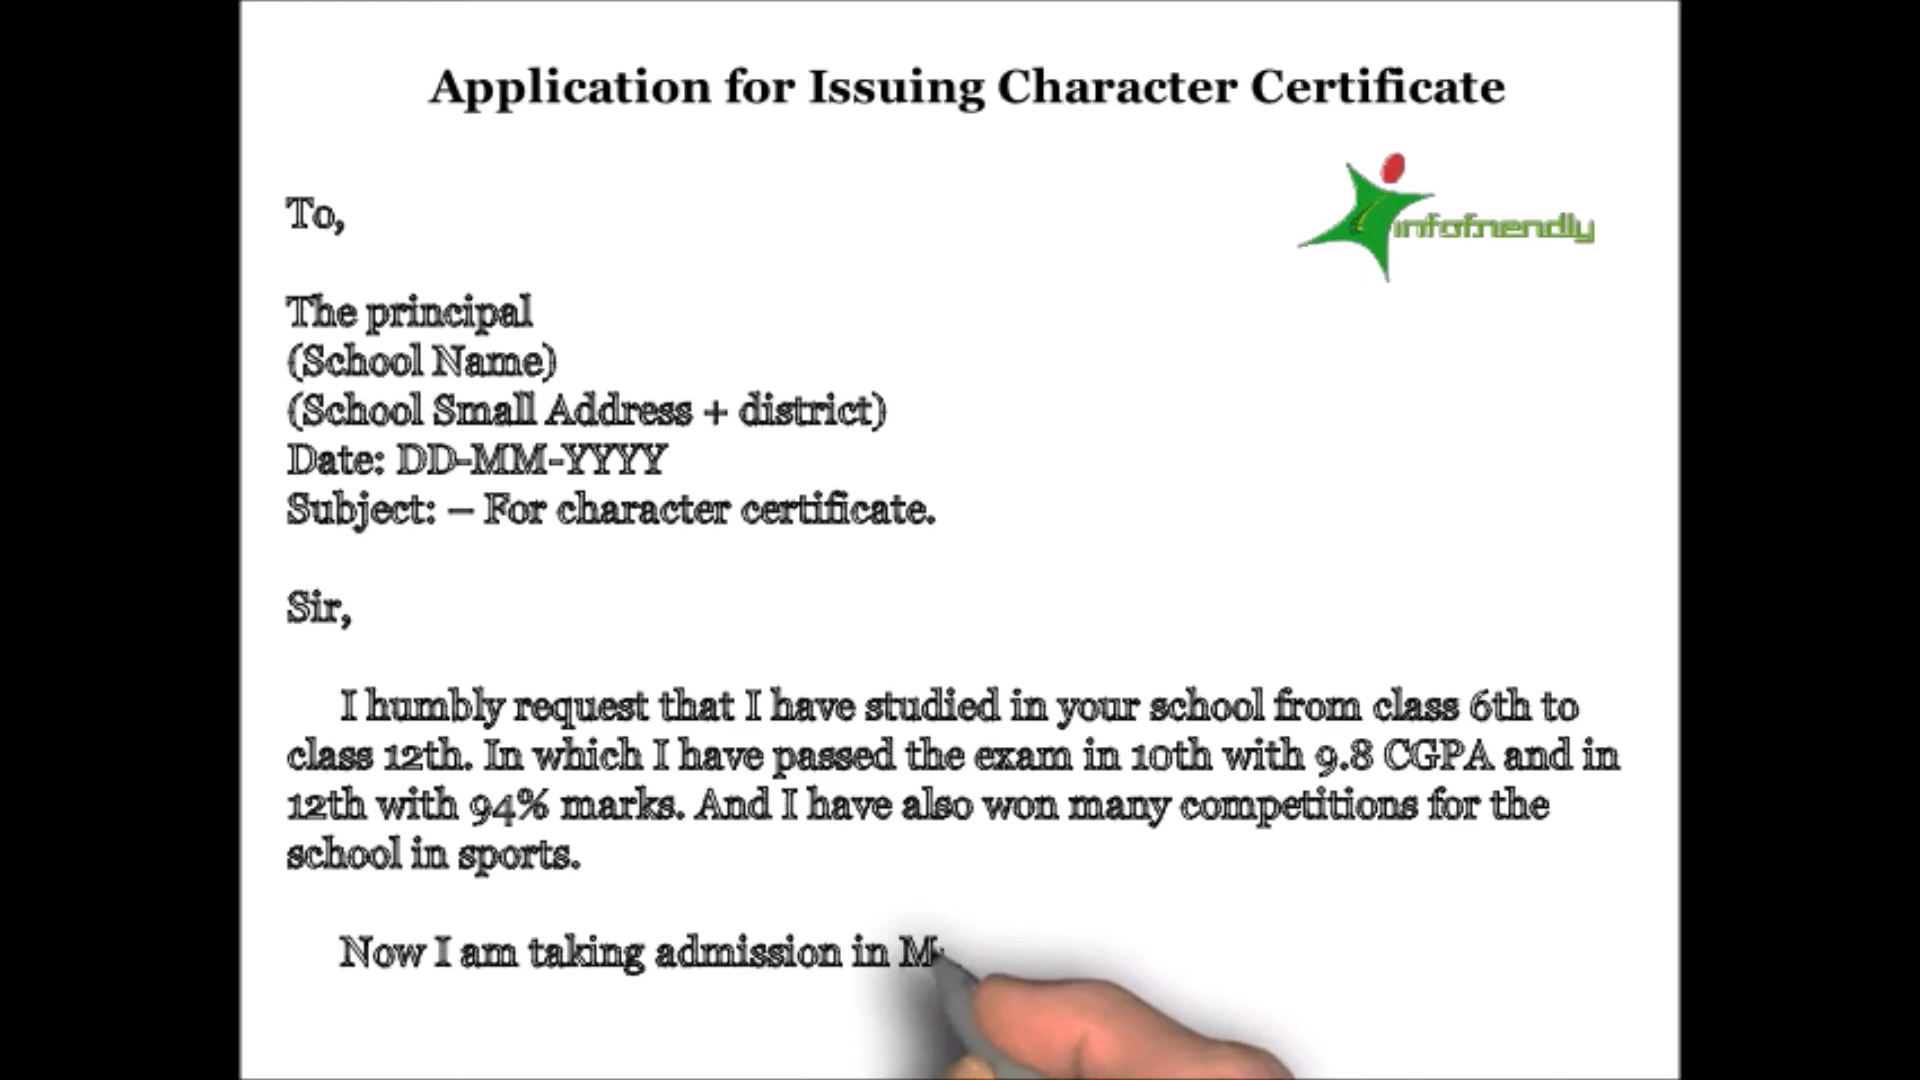 Application for Issuing Character Certificate
infofriendly
To,
The principal
(School Name)
(School Small Address + district)
Date: DD-MM-YYYY
Subject: – For character certificate.
Sir,
I humbly request that I have studied in your school from class 6th to
class 12th. In which I have passed the exam in 10th with 9.8 CGPA and in
12th with 94% marks. And I have also won many competitions for the
school in sports.
Now I am taking admission in